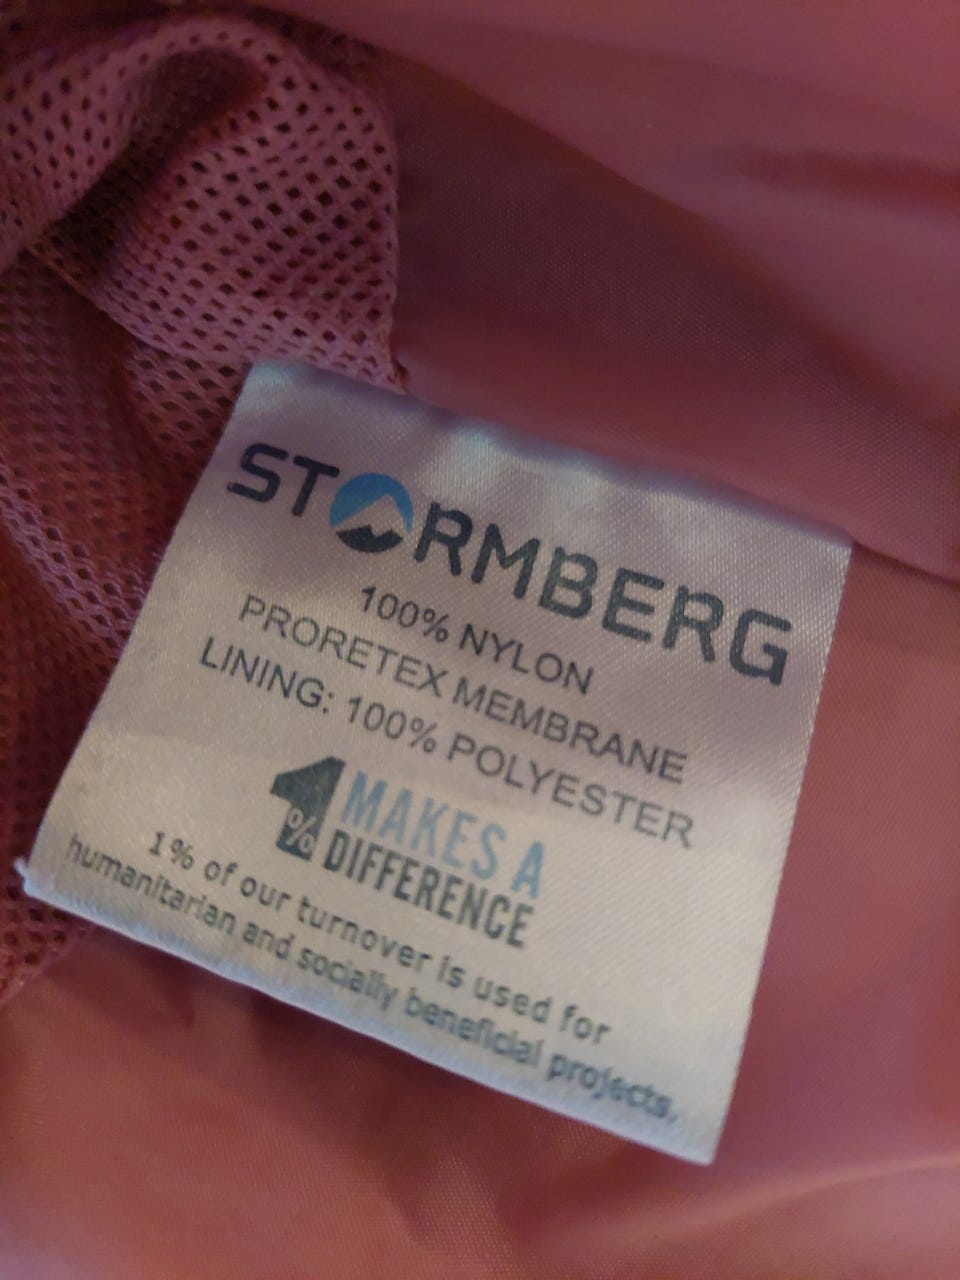 STORMBERG
100% NYLON
PRORETEX MEMBRANE
LINING: 100% POLYESTER
1% MAKES A
DIFFERENCE
1% of our turnover is used for
humanitarian and socially beneficial projects.